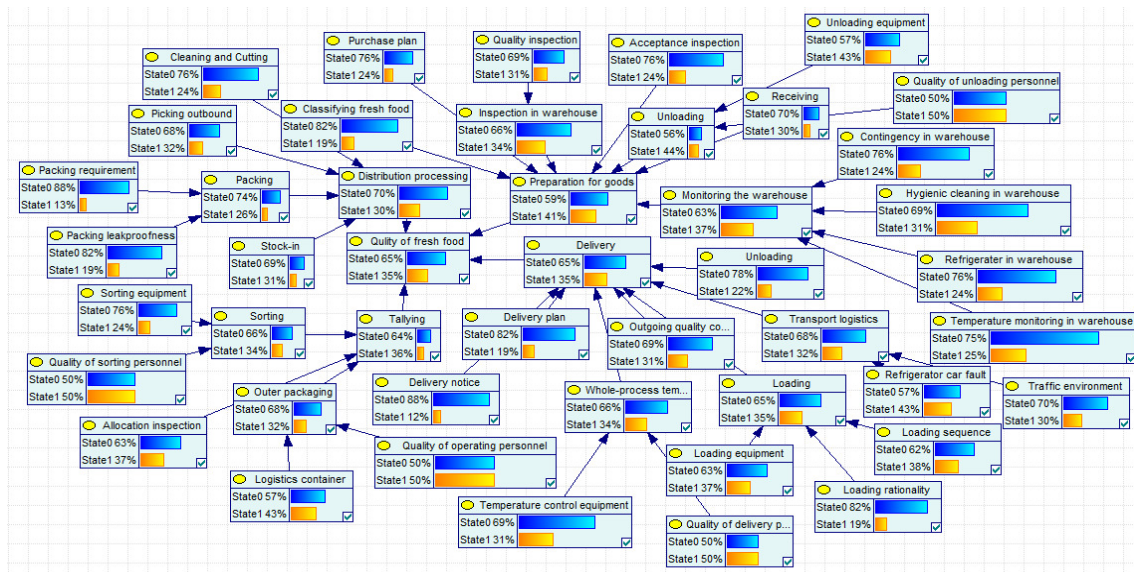 Unloading equipment
State0 57%
State1 43%
Purchase plan
State0 76%
State1 24%
Quality inspection
State0 69%
State1 31%
Acceptance inspection
State0 76%
State1 24%
Cleaning and Cutting
State0 76%
State1 24%
Quality of unloading personnel
State0 50%
State1 50%
Classifying fresh food
State0 82%
State1 19%
Inspection in warehouse
State0 66%
State1 34%
Unloading
State0 56%
State1 44%
Receiving
State0 70%
State1 30%
Picking outbound
State0 68%
State1 32%
Contingency in warehouse
State0 76%
State1 24%
Packing requirement
State0 88%
State1 13%
Packing
State0 74%
State1 26%
Distribution processing
State0 70%
State1 30%
Preparation for goods
State0 59%
State1 41%
Monitoring the warehouse
State0 63%
State1 37%
Hygienic cleaning in warehouse
State0 69%
State1 31%
Packing leakproofness
State0 82%
State1 19%
Stock-in
State0 69%
State1 31%
Qulity of fresh food
State0 65%
State1 35%
Delivery
State0 65%
State1 35%
Unloading
State0 78%
State1 22%
Refrigerater in warehouse
State0 76%
State1 24%
Sorting equipment
State0 76%
State1 24%
Sorting
State0 66%
State1 34%
Tallying
State0 64%
State1 36%
Delivery plan
State0 82%
State1 19%
Outgoing quality co...
State0 69%
State1 31%
Transport logistics
State0 68%
State1 32%
Temperature monitoring in warehouse
State0 75%
State1 25%
Quality of sorting personnel
State0 50%
State1 50%
Outer packaging
State0 68%
State1 32%
Delivery notice
State0 88%
State1 12%
Whole-process tem...
State0 66%
State1 34%
Loading
State0 65%
State1 35%
Refrigerator car fault
State0 57%
State1 43%
Traffic environment
State0 70%
State1 30%
Allocation inspection
State0 63%
State1 37%
Quality of operating personnel
State0 50%
State1 50%
Loading equipment
State0 63%
State1 37%
Loading sequence
State0 62%
State1 38%
Logistics container
State0 57%
State1 43%
Temperature control equipment
State0 69%
State1 31%
Quality of delivery p...
State0 50%
State1 50%
Loading rationality
State0 82%
State1 19%